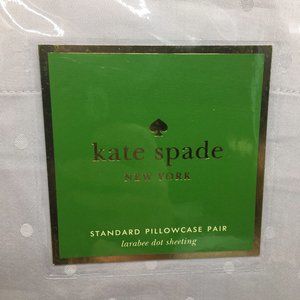 kate spade
NEW YORK
STANDARD PILLOWCASE PAIR
larabee dot sheeting